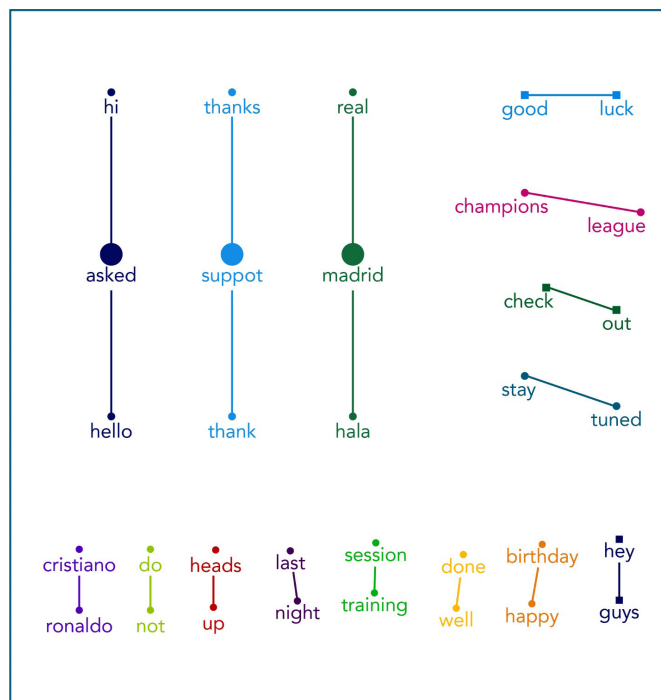 hi
thanks
real
good
luck
champions
league
asked
suppot
madrid
check
out
stay
tuned
hello
thank
hala
cristiano
do
heads
last
session
done
birthday
hey
ronaldo
not
up
night
training
well
happy
guys